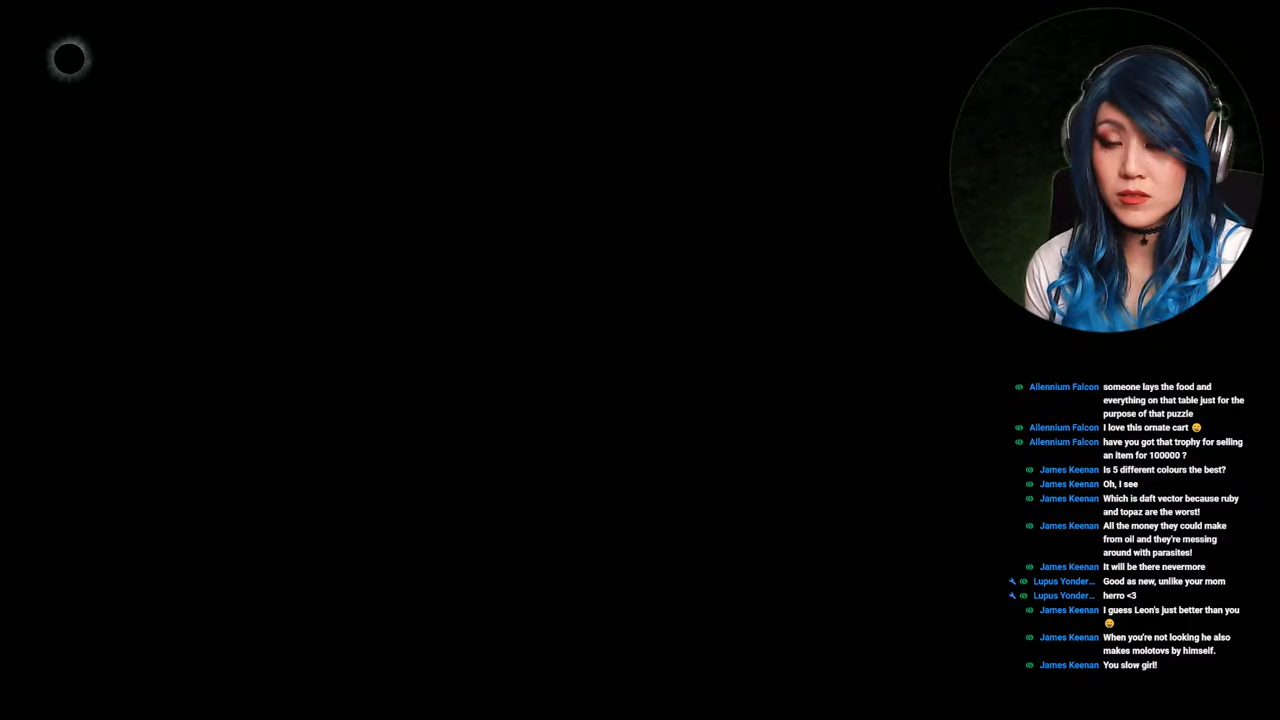 Allennium Falcon someone lays the food and
everything on that table just for the
purpose of that puzzle
Allennium Falcon I love this ornate cart 😄
Allennium Falcon have you got that trophy for selling
an item for 100000 ?
James Keenan Is 5 different colours the best?
James Keenan Oh, I see
James Keenan Which is daft vector because ruby
and topaz are the worst!
James Keenan All the money they could make
from oil and they're messing
around with parasites!
James Keenan It will be there nevermore
Lupus Yonder... Good as new, unlike your mom
Lupus Yonder... herro <3
James Keenan I guess Leon's just better than you
😄
James Keenan When you're not looking he also
makes molotovs by himself.
James Keenan You slow girl!